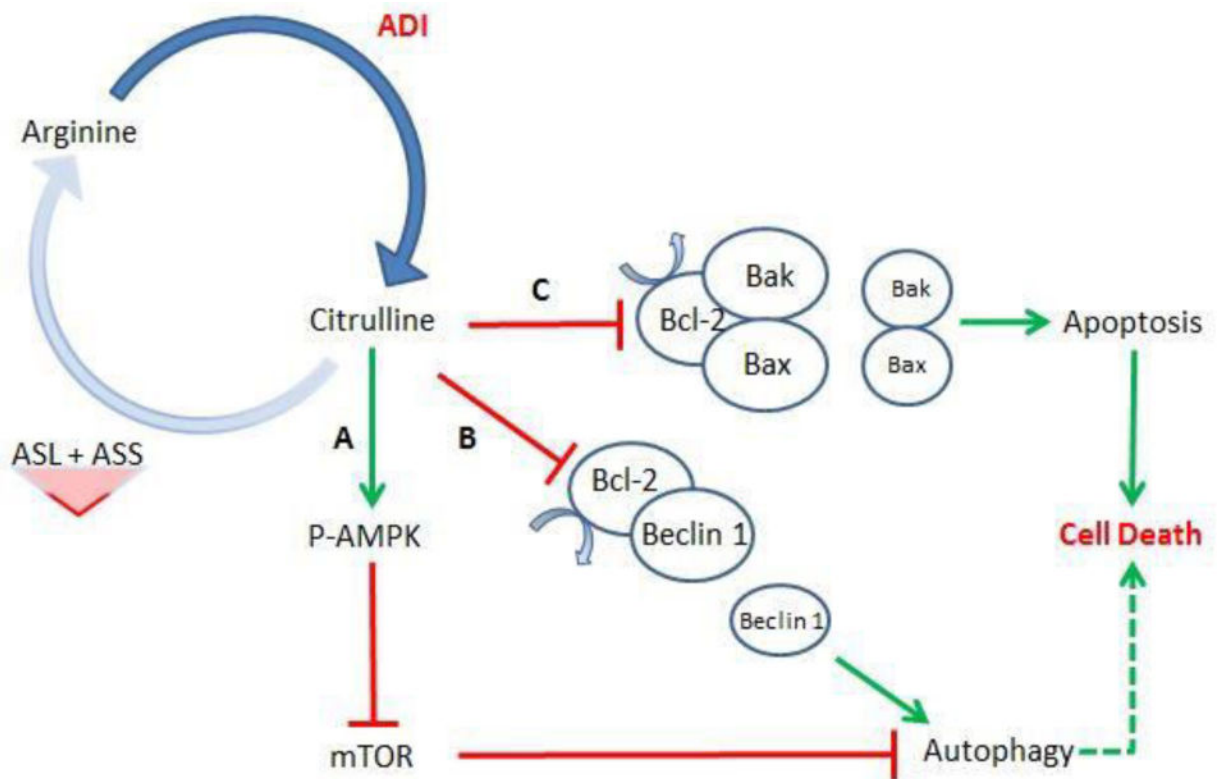 ADI
Arginine
Bak
Bcl-2
Bax
Bak
Bax
C
Citrulline
Apoptosis
A
B
ASL + ASS
Bcl-2
Beclin 1
P-AMPK
Cell Death
Beclin 1
mTOR
Autophagy